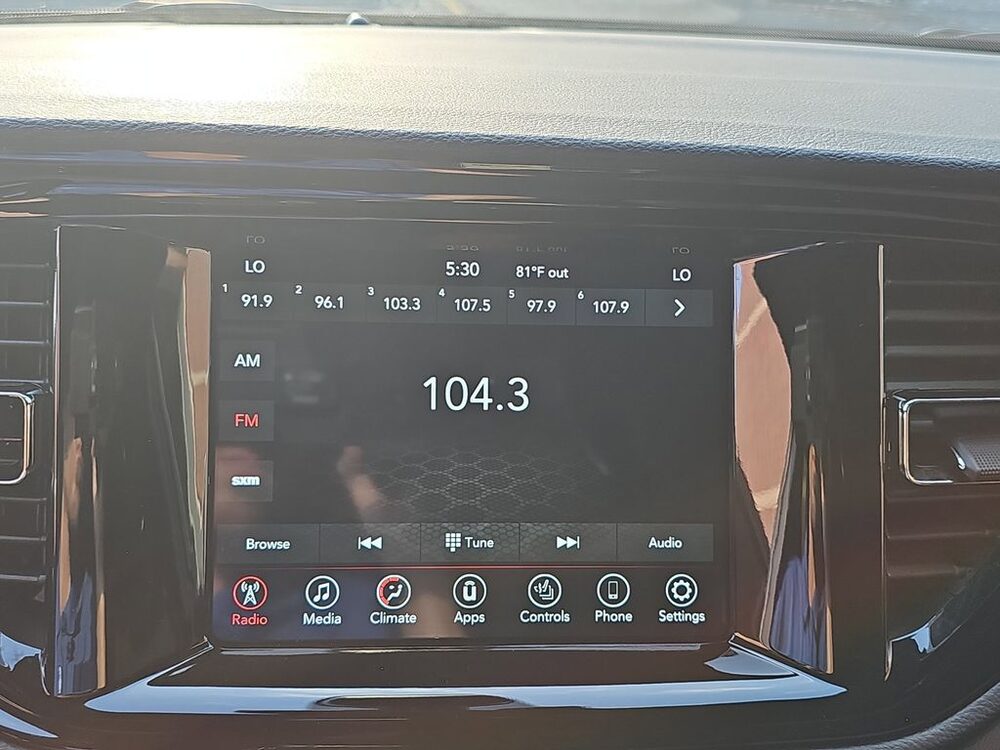 LO 5:30 81°F out LO
1 91.9 2 96.1 3 103.3 4 107.5 5 97.9 6 107.9
AM
104.3
FM
sxm
Browse Tune Audio
Radio Media Climate Apps Controls Phone Settings